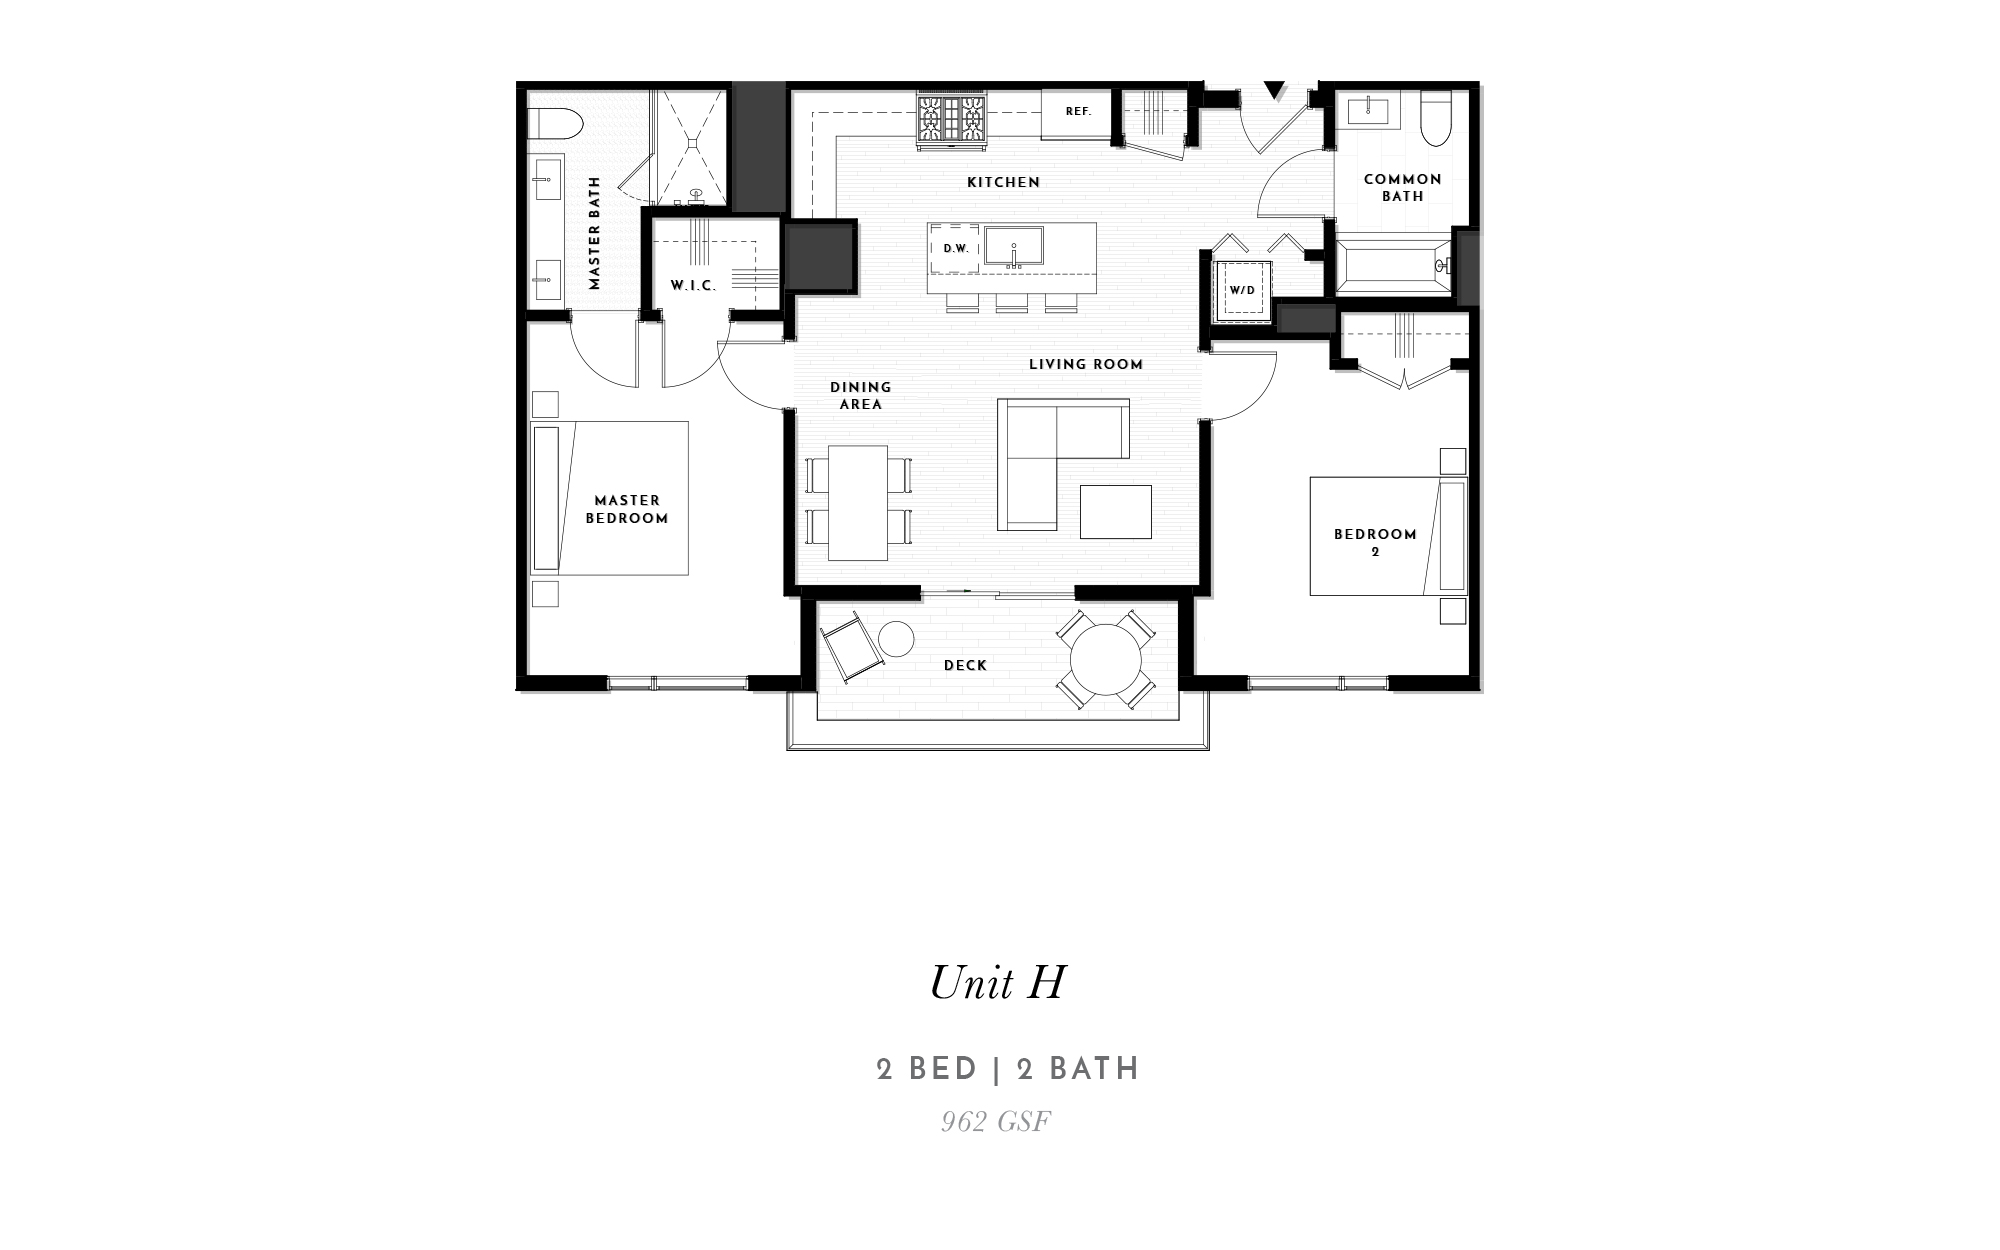 REF.
KITCHEN
COMMON
BATH
MASTER BATH
D.W.
W.I.C.
W/D
LIVING ROOM
DINING
AREA
MASTER
BEDROOM
BEDROOM
2
DECK
Unit H
2 BED | 2 BATH
962 GSF